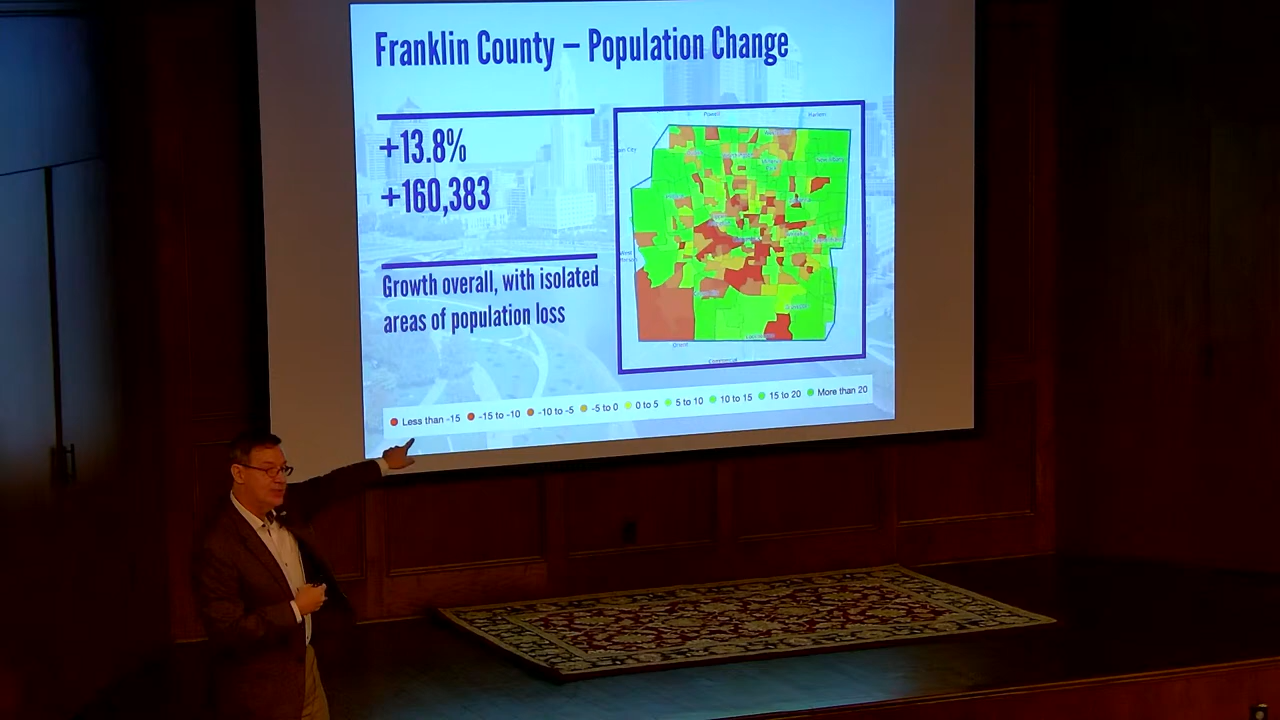 Franklin County – Population Change
+13.8%
+160,383
Growth overall, with isolated
areas of population loss
Less than -15 -15 to -10 -10 to -5 -5 to 0 0 to 5 5 to 10 10 to 15 15 to 20 More than 20